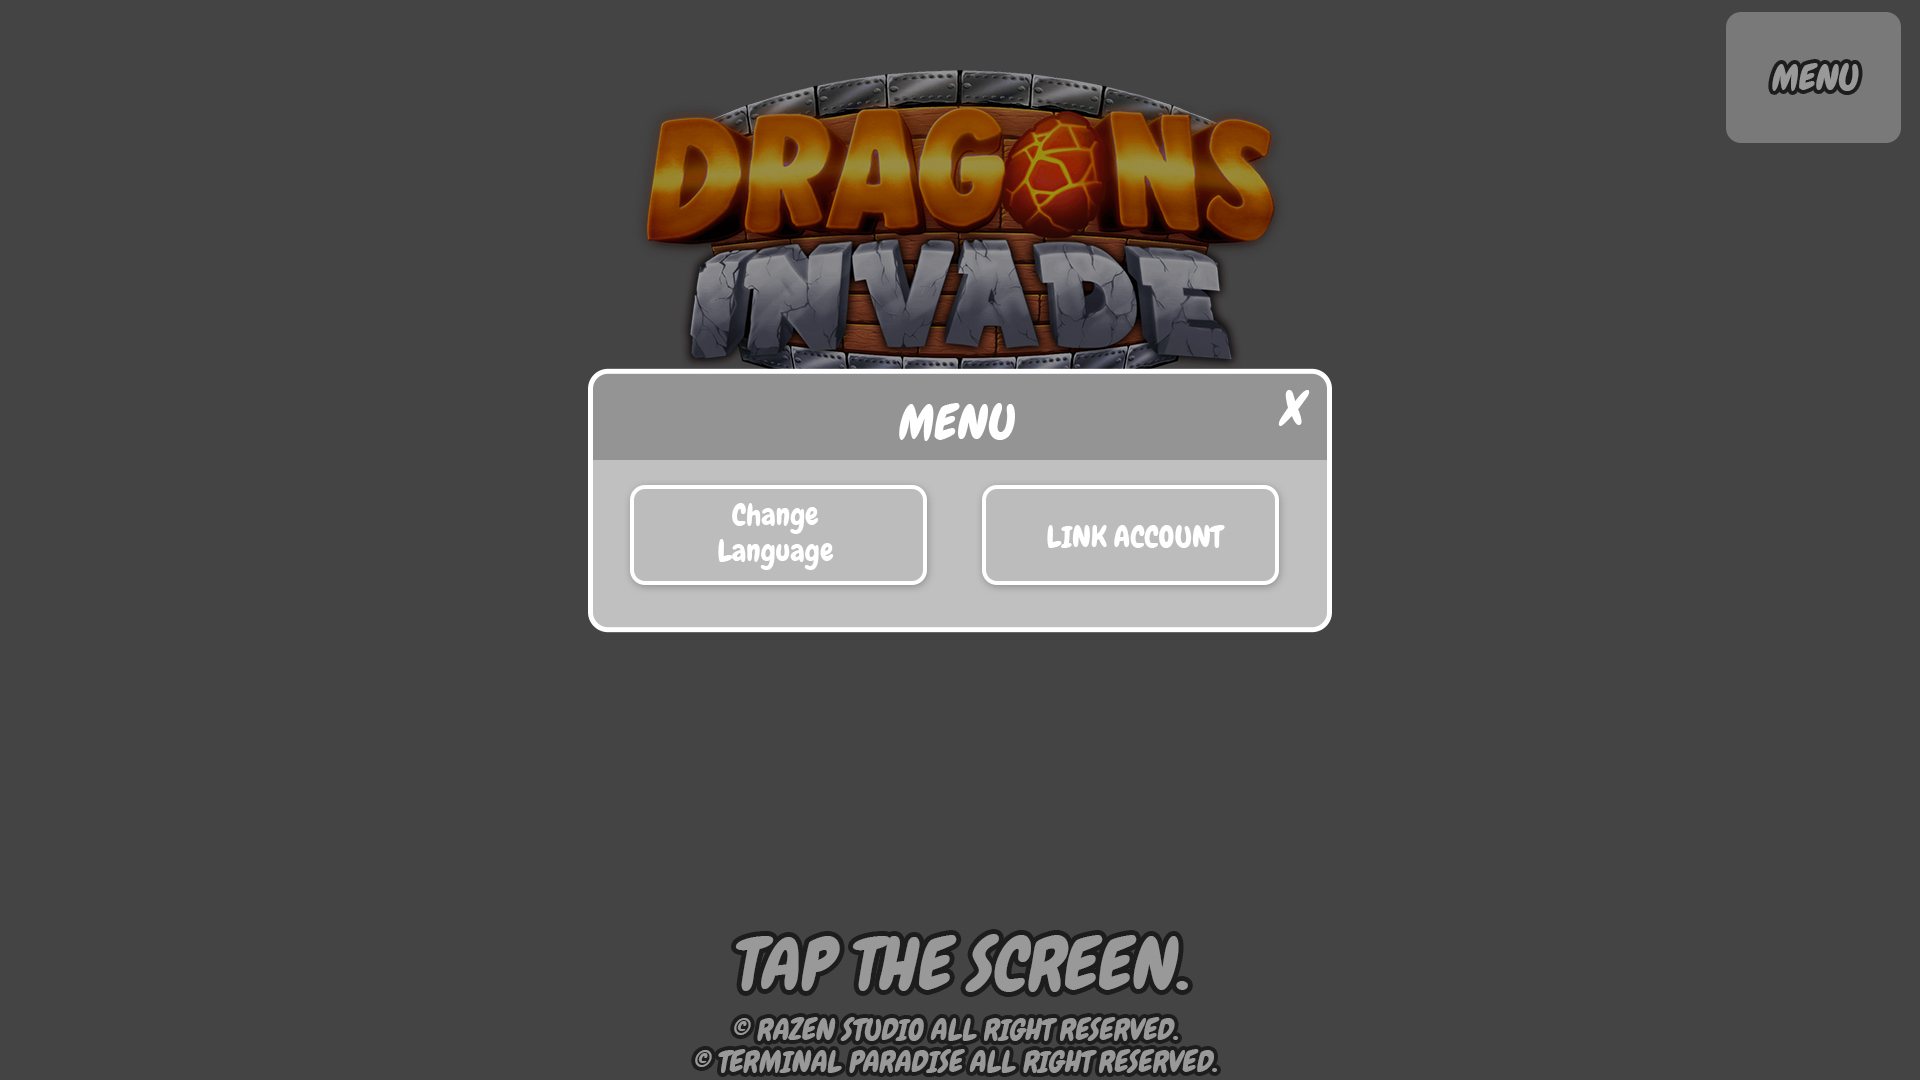 MENU
DRAGONS
INVADE
MENU
X
Change
Language
LINK ACCOUNT
TAP THE SCREEN.
© RAZEN STUDIO ALL RIGHT RESERVED.
© TERMINAL PARADISE ALL RIGHT RESERVED.